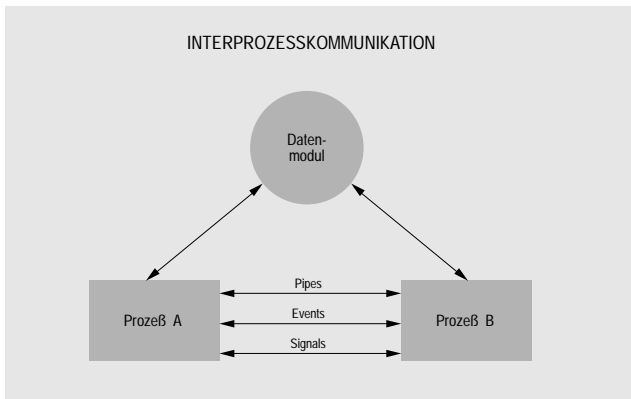 INTERPROZESSKOMMUNIKATION
Daten-
modul
Pipes
Prozeß A
Events
Prozeß B
Signals